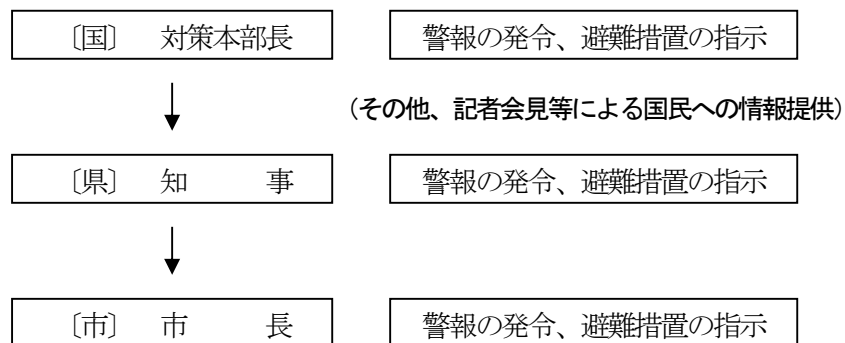 〔国〕　対策本部長　　警報の発令、避難措置の指示
（その他、記者会見等による国民への情報提供）
〔県〕　知　　　事　　警報の発令、避難措置の指示
〔市〕　市　　　長　　警報の発令、避難措置の指示